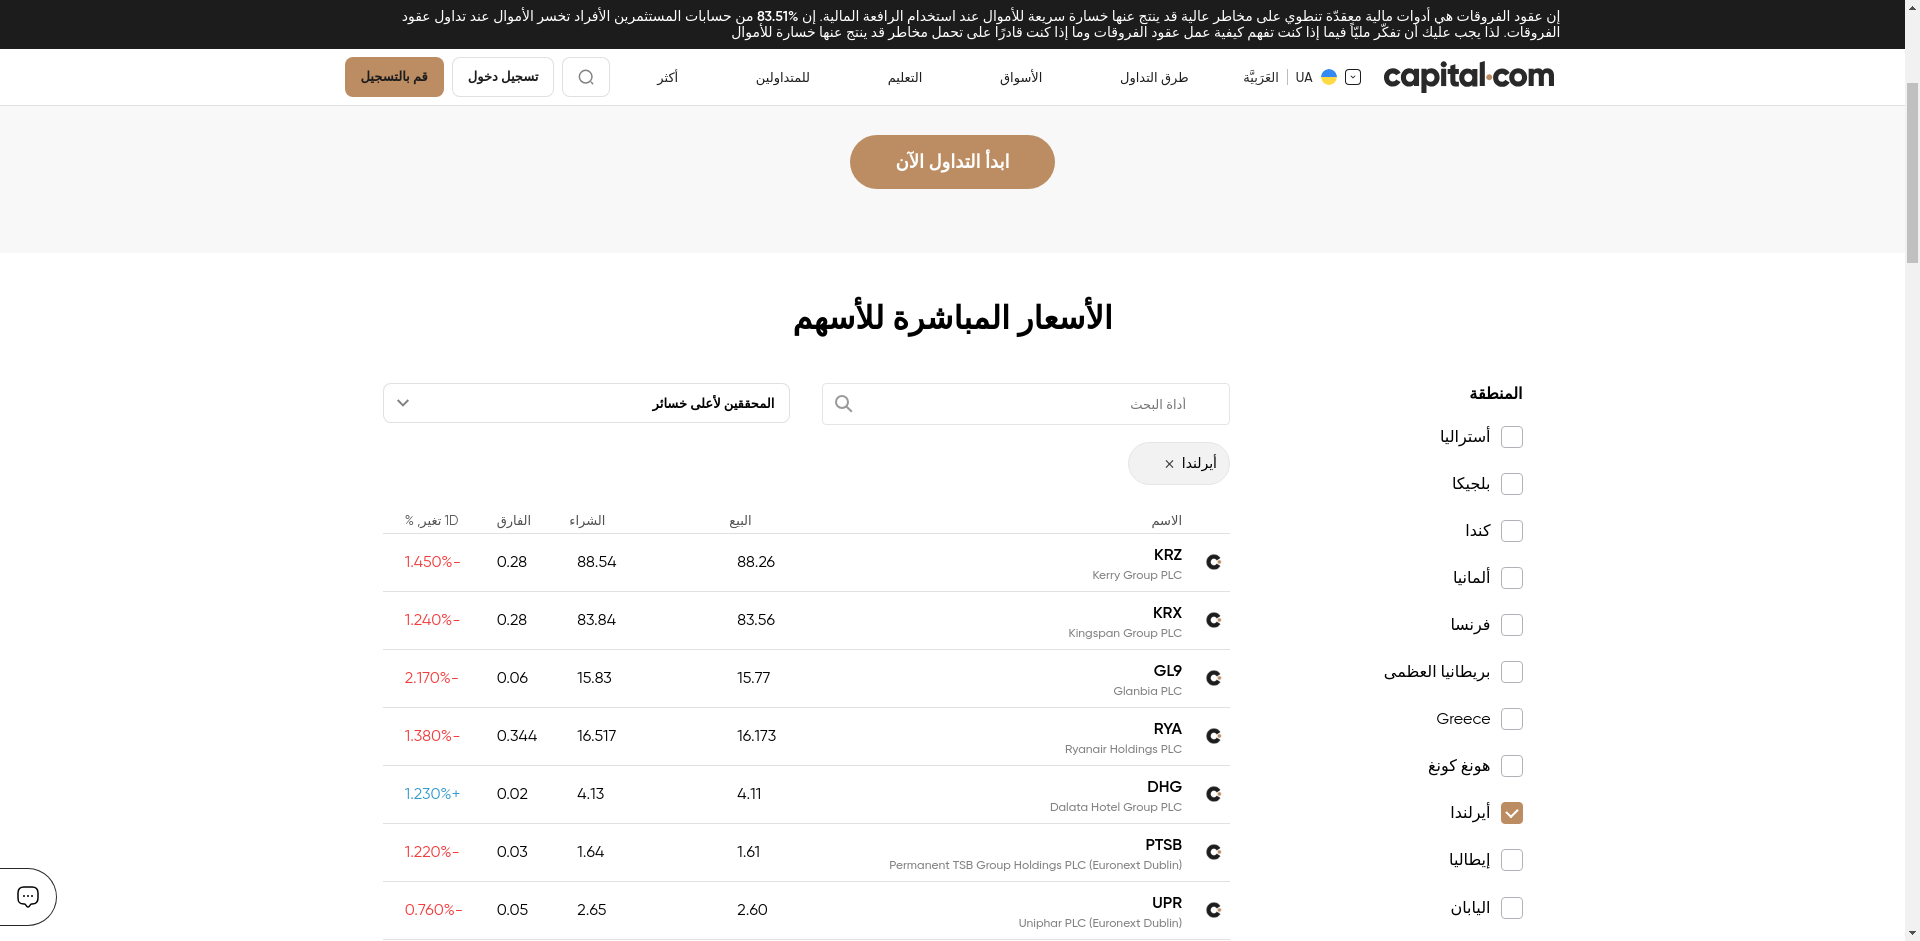 إن عقود الفروقات هي أدوات مالية معقدّة تنطوي على مخاطر عالية قد ينتج عنها خسارة سريعة للأموال عند استخدام الرافعة المالية. إن 83.51% من حسابات المستثمرين الأفراد تخسر الأموال عند تداول عقود
الفروقات. لذا يجب عليك أن تفكّر مليّاً فيما إذا كنت تفهم كيفية عمل عقود الفروقات وما إذا كنت قادرًا على تحمل مخاطر قد ينتج عنها خسارة للأموال
capital.com UA العَرَبِيَّة طرق التداول الأسواق التعليم للمتداولين أكثر تسجيل دخول قم بالتسجيل
ابدأ التداول الآن
الأسعار المباشرة للأسهم
المنطقة
أستراليا
بلجيكا
كندا
ألمانيا
فرنسا
بريطانيا العظمى
Greece
هونغ كونغ
أيرلندا
إيطاليا
اليابان
أداة البحث
المحققين لأعلى خسائر
أيرلندا ×
الاسم البيع الشراء الفارق 1D تغير, %
KRZ 88.26 88.54 0.28 1.450%-
Kerry Group PLC
KRX 83.56 83.84 0.28 1.240%-
Kingspan Group PLC
GL9 15.77 15.83 0.06 2.170%-
Glanbia PLC
RYA 16.173 16.517 0.344 1.380%-
Ryanair Holdings PLC
DHG 4.11 4.13 0.02 1.230%+
Dalata Hotel Group PLC
PTSB 1.61 1.64 0.03 1.220%-
Permanent TSB Group Holdings PLC (Euronext Dublin)
UPR 2.60 2.65 0.05 0.760%-
Uniphar PLC (Euronext Dublin)